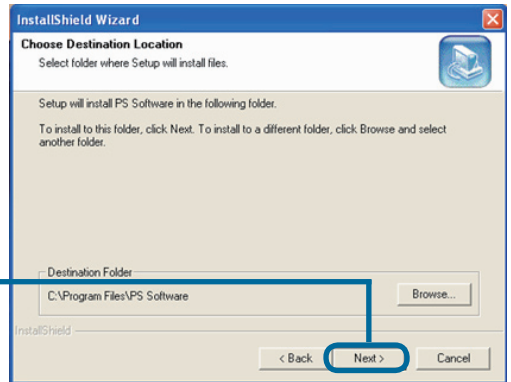 InstallShield Wizard
Choose Destination Location
Select folder where Setup will install files.
Setup will install PS Software in the following folder.
To install to this folder, click Next. To install to a different folder, click Browse and select
another folder.
Destination Folder
C:\Program Files\PS Software
Browse...
InstallShield
< Back
Next >
Cancel